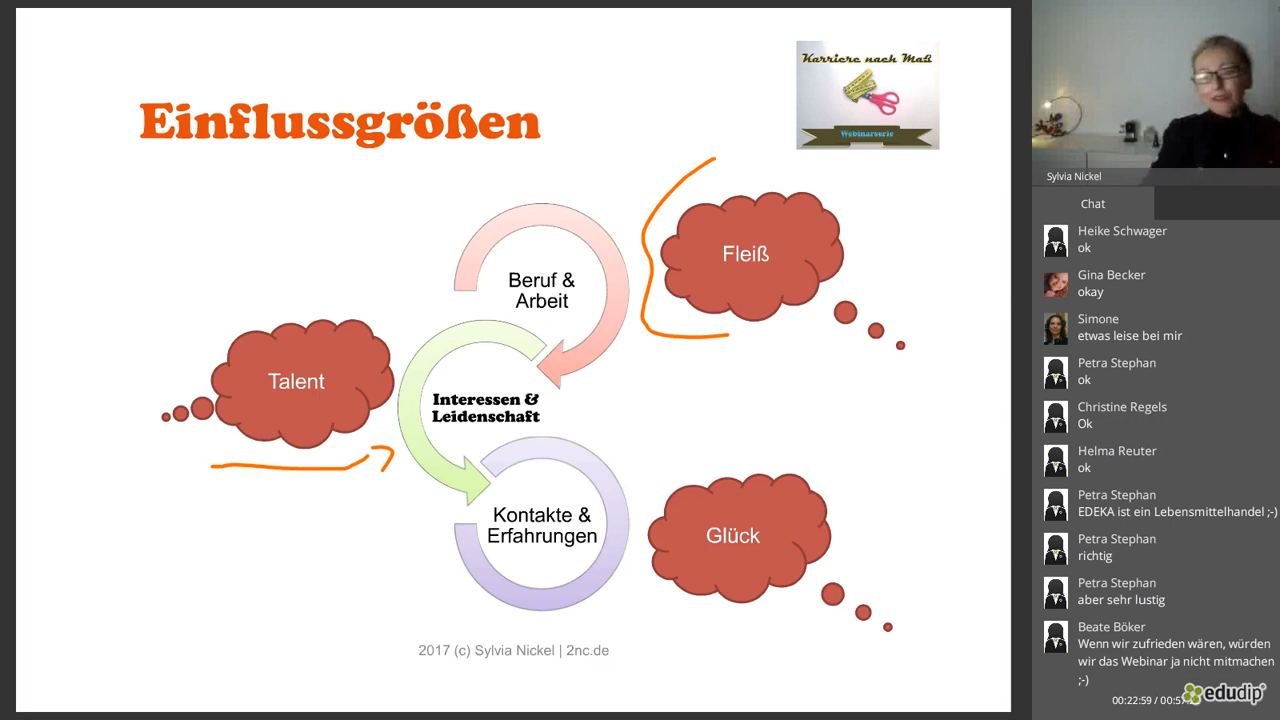 Einflussgrößen
Karriere nach Maß
Webinarserie
Fleiß
Beruf &
Arbeit
Talent
Interessen &
Leidenschaft
Kontakte &
Erfahrungen
Glück
2017 (c) Sylvia Nickel | 2nc.de
Sylvia Nickel
Chat
Heike Schwager
ok
Gina Becker
okay
Simone
etwas leise bei mir
Petra Stephan
ok
Christine Regels
Ok
Helma Reuter
ok
Petra Stephan
EDEKA ist ein Lebensmittelhandel ;-)
Petra Stephan
richtig
Petra Stephan
aber sehr lustig
Beate Böker
Wenn wir zufrieden wären, würden
wir das Webinar ja nicht mitmachen
;-)
00:22:59 /
edudip